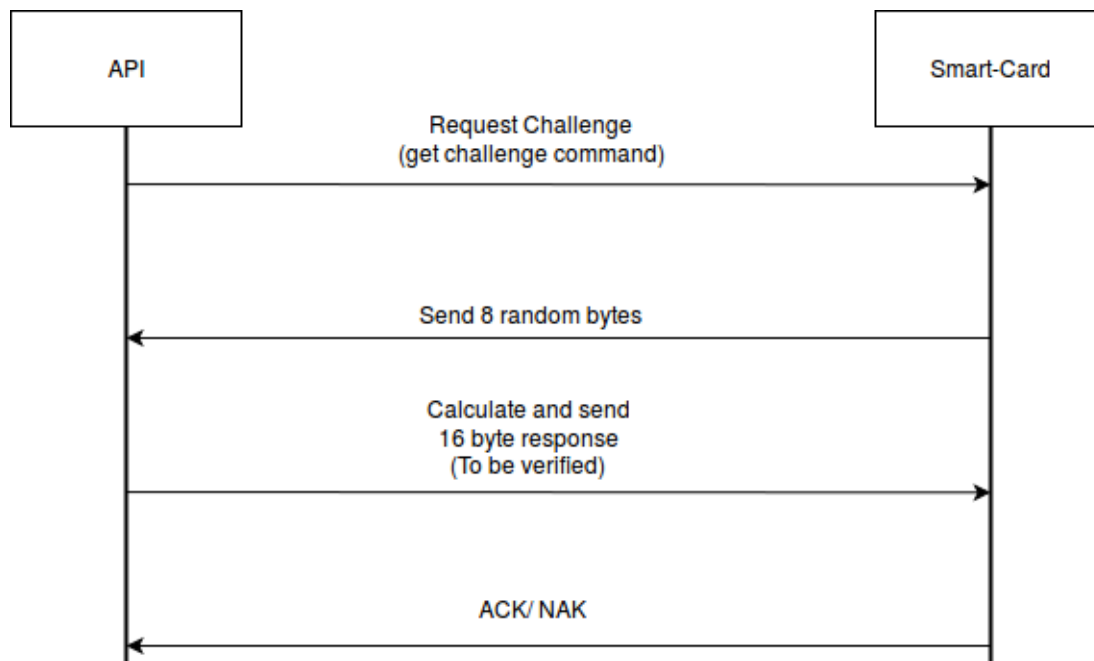 API
Smart-Card
Request Challenge
(get challenge command)
Send 8 random bytes
Calculate and send
16 byte response
(To be verified)
ACK/ NAK